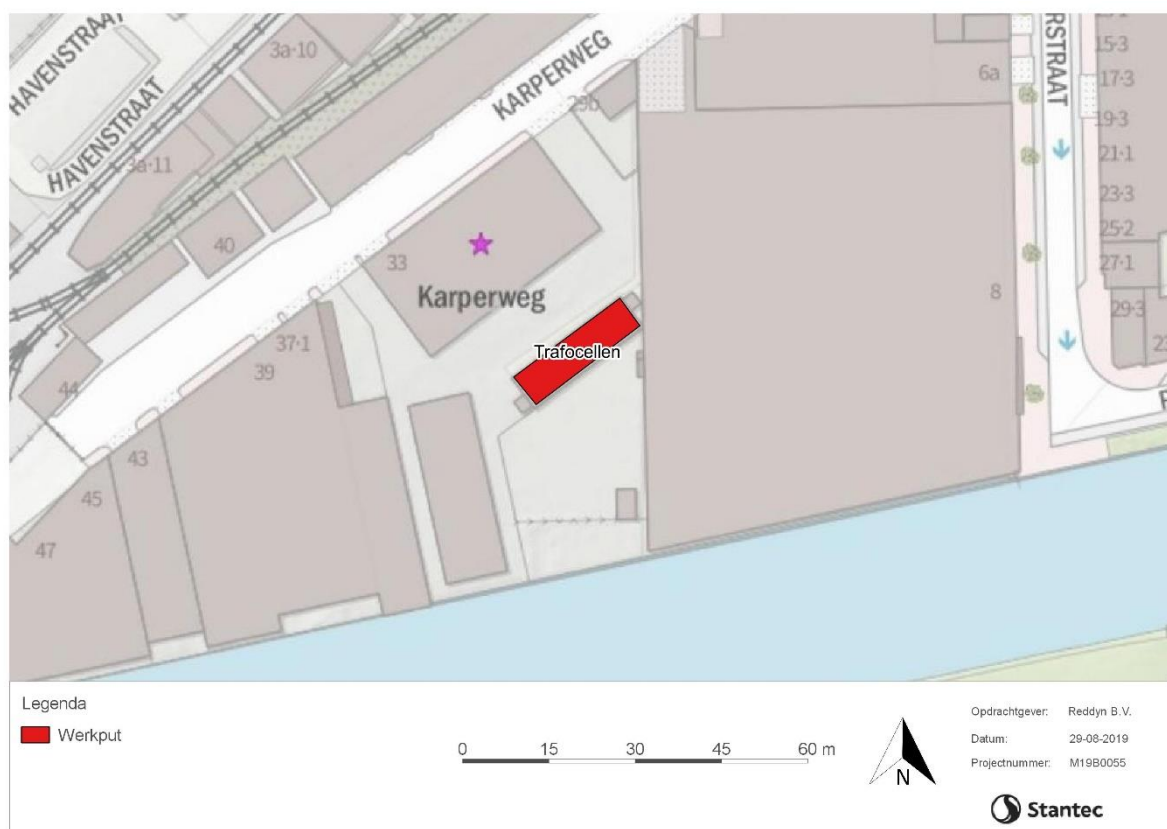 HAVENSTRAAT
HAVENSTRAAT
3a-10
3a-11
KARPERWEG
29b
6a
RSTRAAT
15-3
17-3
19-3
21-1
23-3
25-2
27-1
29-3
40
33
Karperweg
8
37-1
39
Trafocellen
44
43
45
47
Legenda
Werkput
0 15 30 45 60 m
N
Opdrachtgever: Reddyn B.V.
Datum: 29-08-2019
Projectnummer: M19B0055
Stantec